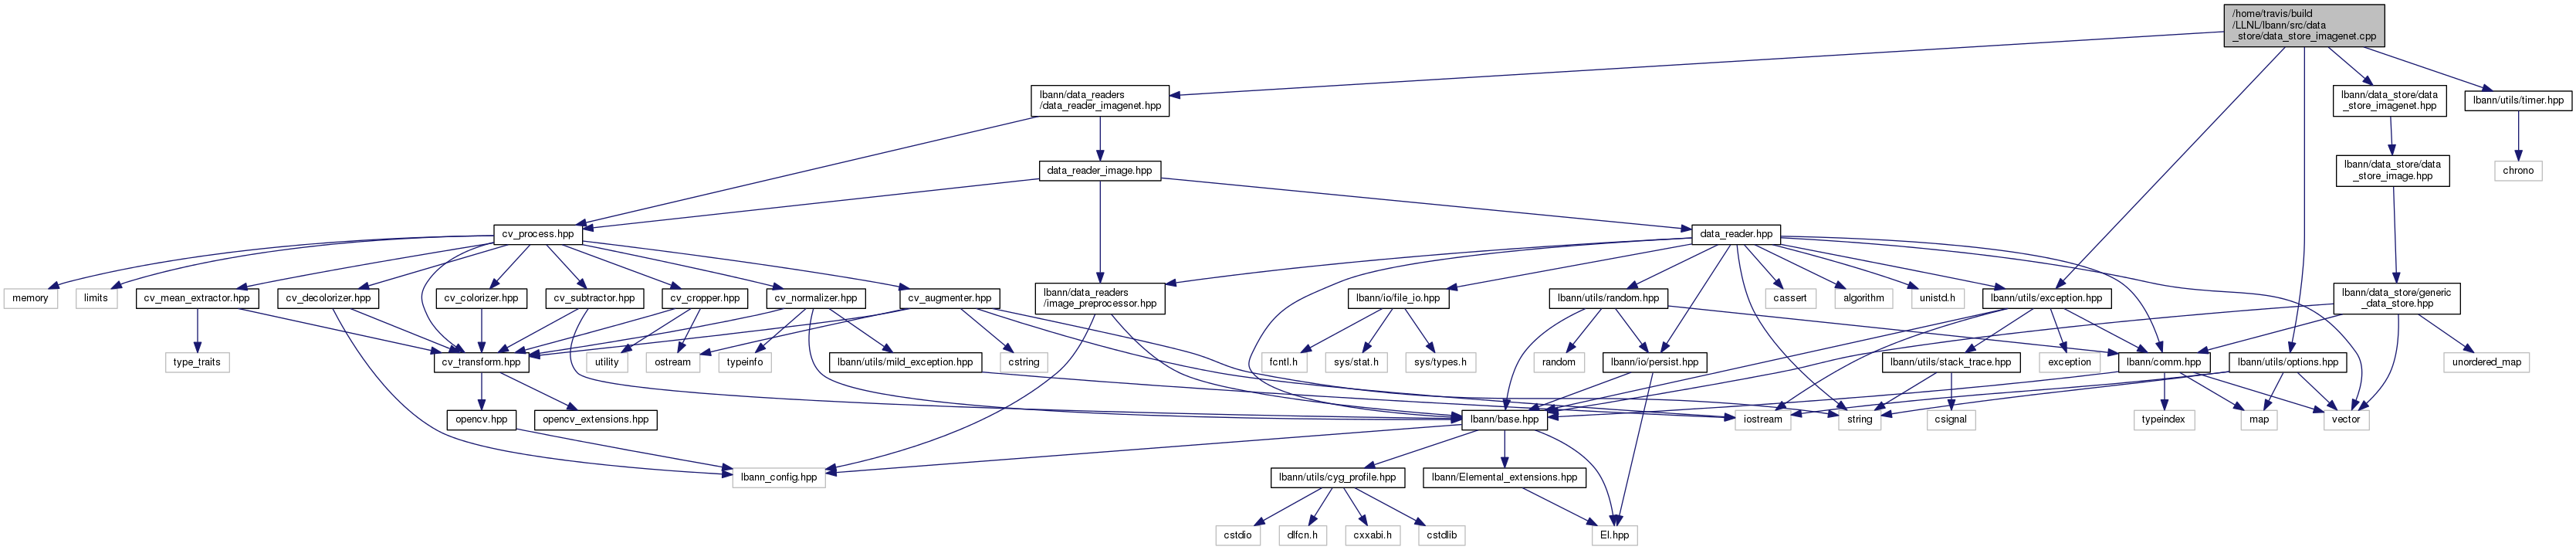 /home/travis/build
/LLNL/lbann/src/data
_store/data_store_imagenet.cpp
lbann/data_readers
/data_reader_imagenet.hpp
lbann/data_store/data
_store_imagenet.hpp
lbann/utils/timer.hpp
data_reader_image.hpp
lbann/data_store/data
_store_image.hpp
chrono
cv_process.hpp
data_reader.hpp
memory
limits
cv_mean_extractor.hpp
cv_decolorizer.hpp
cv_colorizer.hpp
cv_subtractor.hpp
cv_cropper.hpp
cv_normalizer.hpp
cv_augmenter.hpp
lbann/data_readers
/image_preprocessor.hpp
lbann/io/file_io.hpp
lbann/utils/random.hpp
cassert
algorithm
unistd.h
lbann/utils/exception.hpp
lbann/data_store/generic
_data_store.hpp
type_traits
cv_transform.hpp
utility
ostream
typeinfo
lbann/utils/mild_exception.hpp
cstring
fcntl.h
sys/stat.h
sys/types.h
random
lbann/io/persist.hpp
lbann/utils/stack_trace.hpp
exception
lbann/comm.hpp
lbann/utils/options.hpp
unordered_map
opencv.hpp
opencv_extensions.hpp
lbann/base.hpp
iostream
string
csignal
typeindex
map
vector
lbann_config.hpp
lbann/utils/cyg_profile.hpp
lbann/Elemental_extensions.hpp
cstdio
dlfcn.h
cxxabi.h
cstdlib
El.hpp